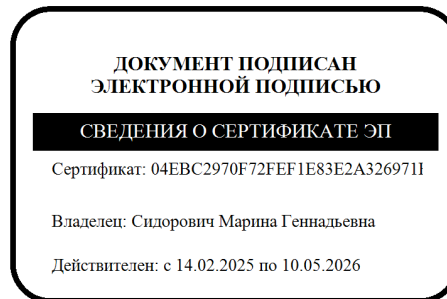 ДОКУМЕНТ ПОДПИСАН
ЭЛЕКТРОННОЙ ПОДПИСЬЮ
СВЕДЕНИЯ О СЕРТИФИКАТЕ ЭП
Сертификат: 04EBC2970F72FEF1E83E2A326971
Владелец: Сидорович Марина Геннадьевна
Действителен: с 14.02.2025 по 10.05.2026